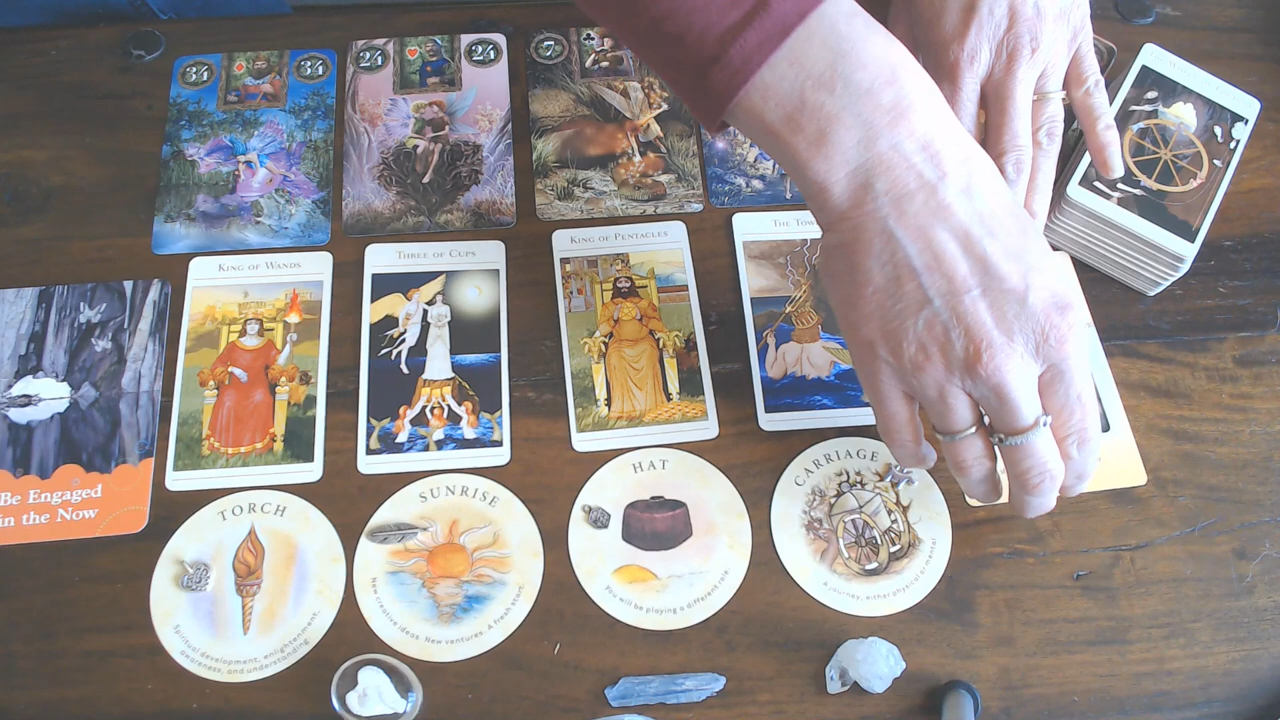 34 34
24 24
7
KING OF WANDS
THREE OF CUPS
KING OF PENTACLES
THE TOW
Be Engaged
in the Now
TORCH
Spiritual development, enlightenment,
awareness, and understanding.
SUNRISE
New creative ideas. New ventures. A fresh start.
HAT
You will be playing a different role.
CARRIAGE
A journey, either physical or mental